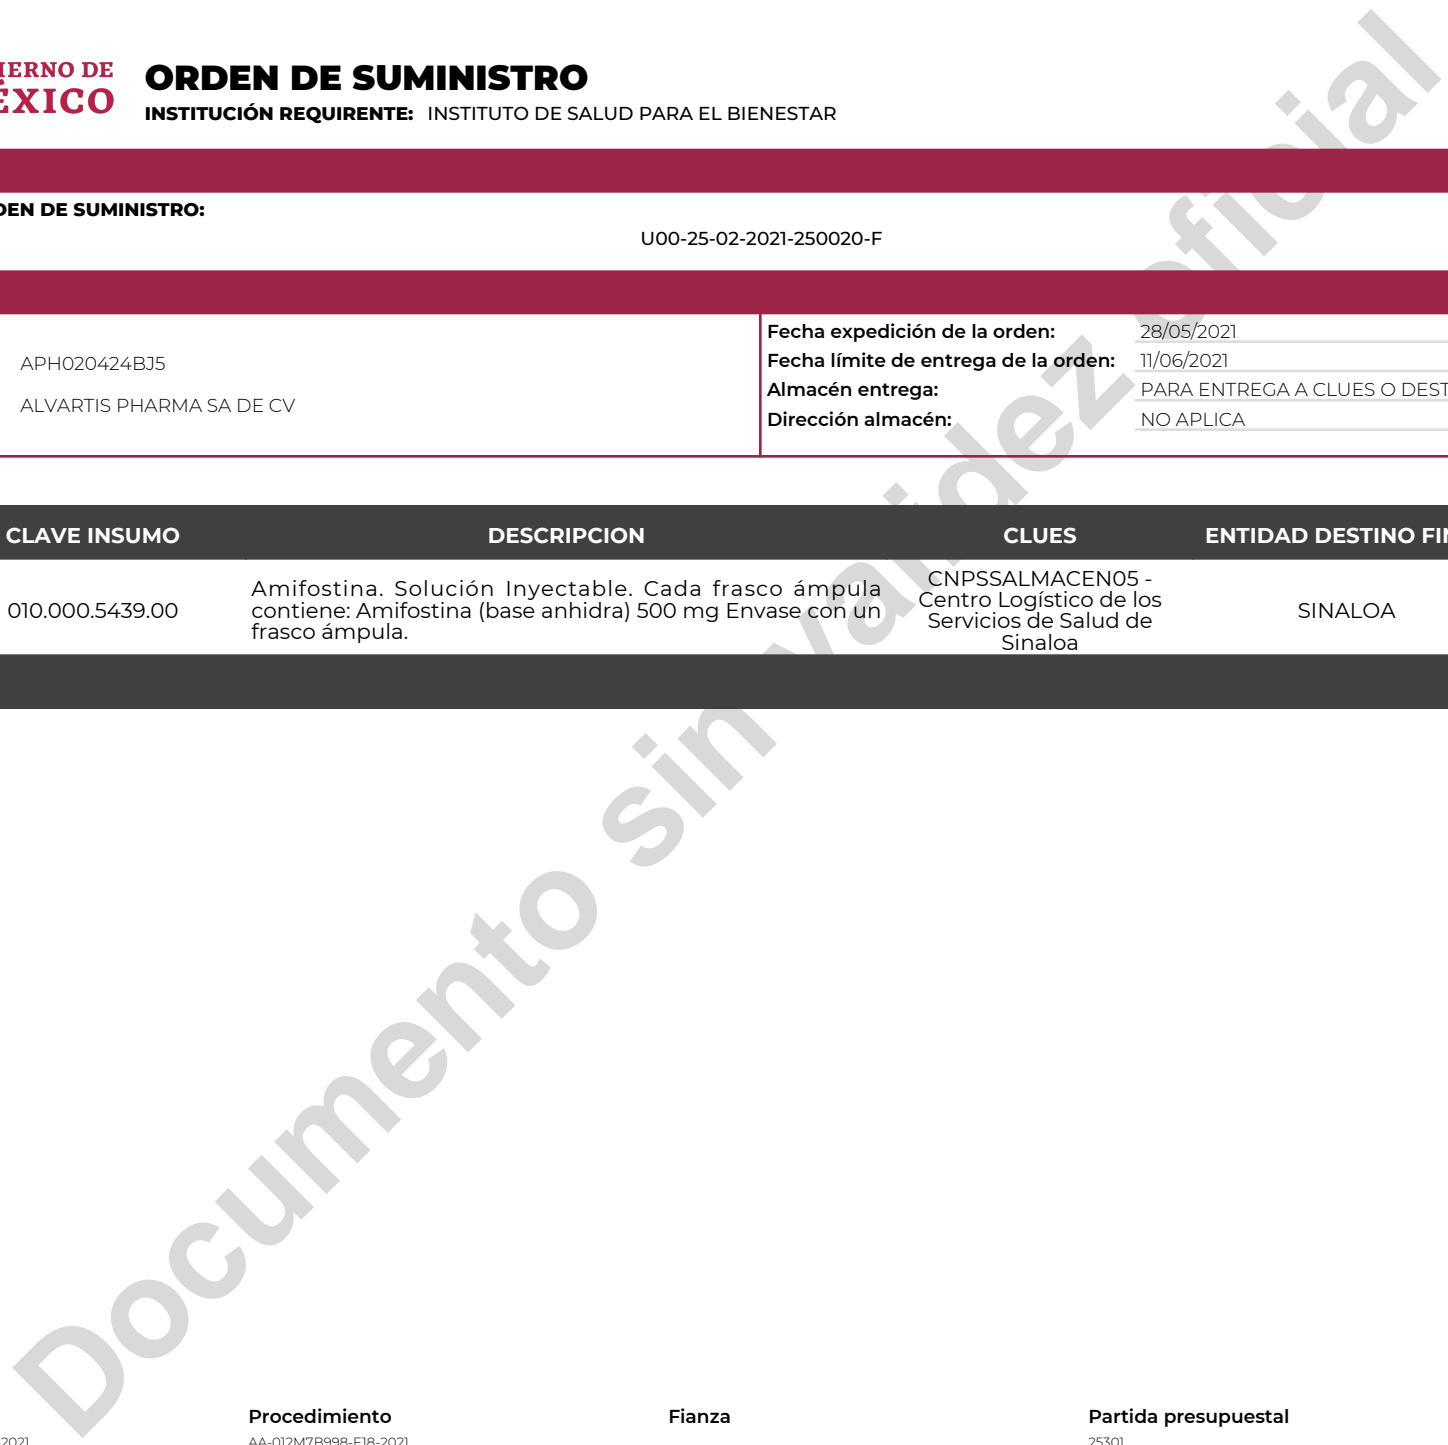 IERNO DE
ÉXICO
ORDEN DE SUMINISTRO
INSTITUCIÓN REQUIRENTE: INSTITUTO DE SALUD PARA EL BIENESTAR
DEN DE SUMINISTRO:
U00-25-02-2021-250020-F
APH020424BJ5
ALVARTIS PHARMA SA DE CV
Fecha expedición de la orden: 28/05/2021
Fecha límite de entrega de la orden: 11/06/2021
Almacén entrega: PARA ENTREGA A CLUES O DEST
Dirección almacén: NO APLICA
CLAVE INSUMO DESCRIPCION CLUES ENTIDAD DESTINO FIN
010.000.5439.00
Amifostina. Solución Inyectable. Cada frasco ámpula
contiene: Amifostina (base anhidra) 500 mg Envase con un
frasco ámpula.
CNPSSALMACEN05 -
Centro Logístico de los
Servicios de Salud de
Sinaloa
SINALOA
Documento sin validez oficial
Procedimiento Fianza Partida presupuestal
2021 AA-012M7B998-E18-2021 25301